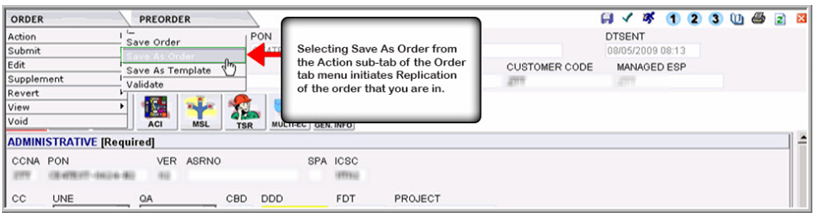 ORDER PREORDER 1 2 3
Action PON DTSENT
Submit Save Order 08/05/2009 08:13
Edit Save As Order
Supplement Save As Template CUSTOMER CODE MANAGED ESP
Revert Validate
View
Void
Selecting Save As Order from
the Action sub-tab of the Order
tab menu initiates Replication
of the order that you are in.
ACI MSL TSR MULTI-EC GEN. INFO
ADMINISTRATIVE [Required]
CCNA PON VER ASRNO SPA ICSC
CC UNE QA CBD DDD FDT PROJECT